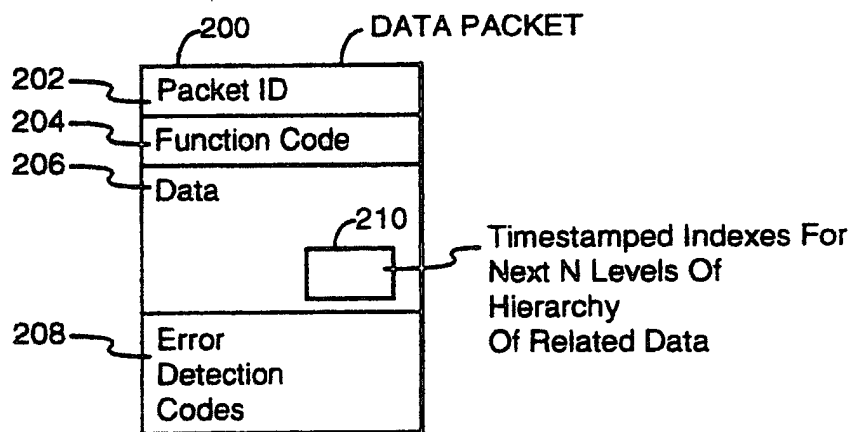 200
DATA PACKET
202
Packet ID
204
Function Code
206
Data
210
Timestamped Indexes For
Next N Levels Of
Hierarchy
Of Related Data
208
Error
Detection
Codes